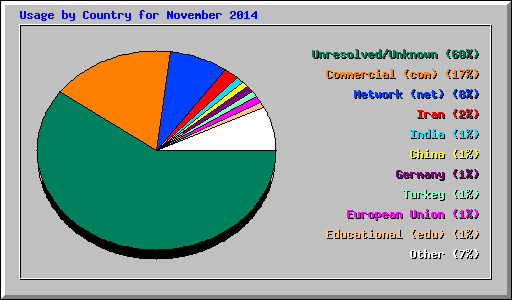 Usage by Country for November 2014
Unresolved/Unknown (60%)
Commercial (com) (17%)
Network (net) (8%)
Iran (2%)
India (1%)
China (1%)
Germany (1%)
Turkey (1%)
European Union (1%)
Educational (edu) (1%)
Other (7%)